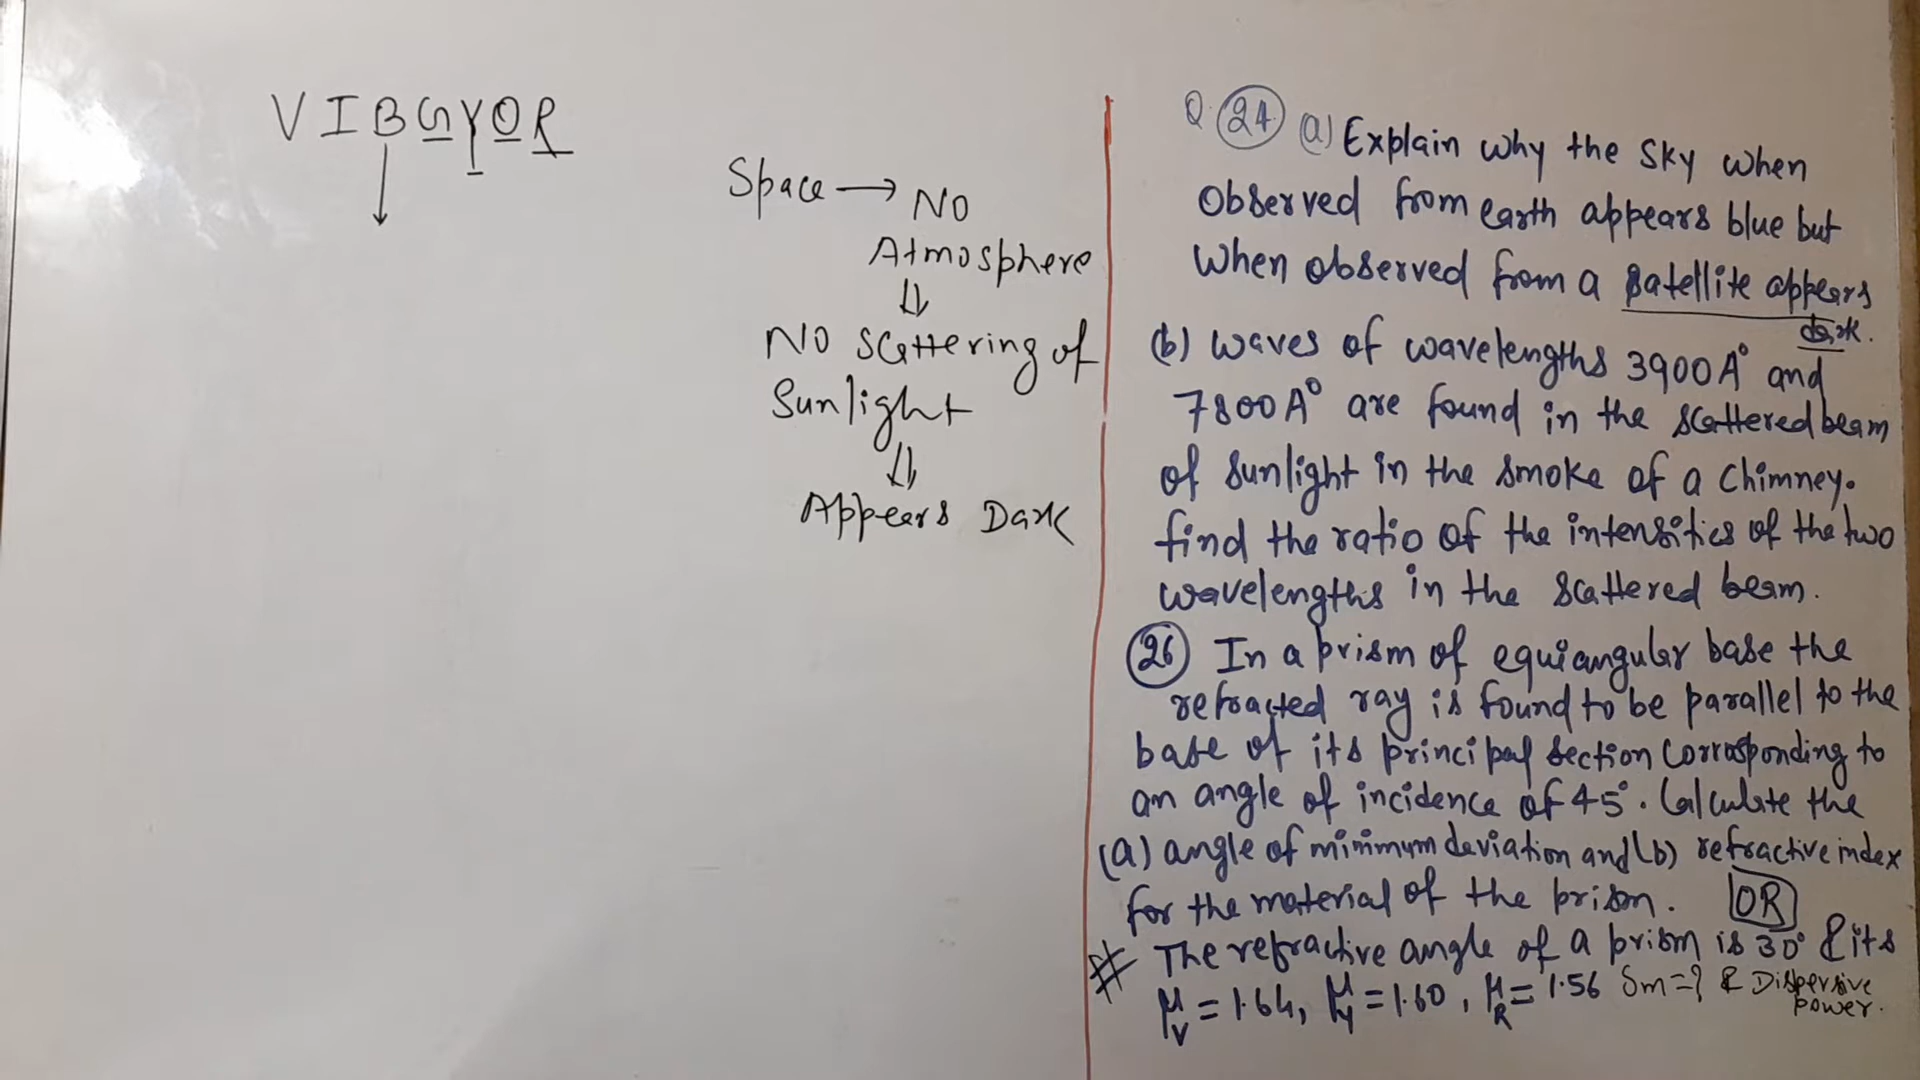 VIBGYOR
Space → NO
Atmosphere
⇓
NO Scattering of
Sunlight
⇓
Appears Dark
Q. 24 (a) Explain why the sky when
observed from earth appears blue but
when observed from a satellite appears
dark.
(b) waves of wavelengths 3900 A° and
7800 A° are found in the scattered beam
of sunlight in the smoke of a chimney.
find the ratio of the intensities of the two
wavelengths in the scattered beam.
26 In a prism of equiangular base the
refracted ray is found to be parallel to the
base of its principal section corrosponding to
an angle of incidence of 45°. Calculate the
(a) angle of minimum deviation and (b) refractive index
for the material of the prism. OR
# The refractive angle of a prism is 30° & its
μV = 1.64, μY = 1.60, μR = 1.56 δm = ? & Dispersive
power.